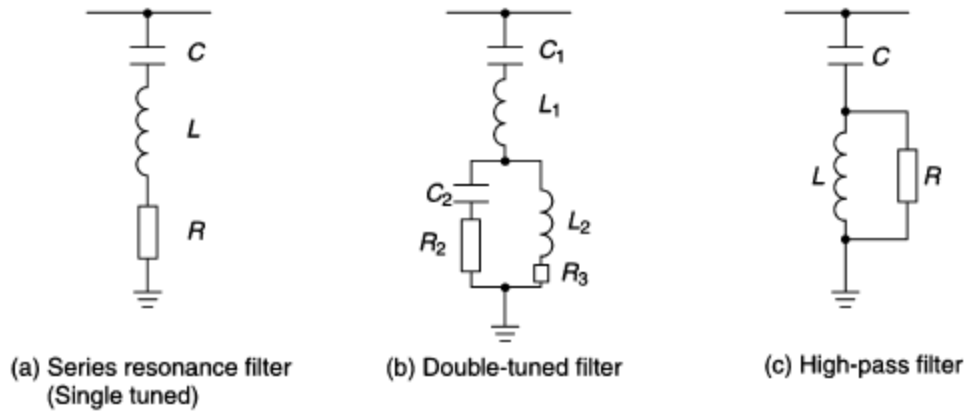 C
L
R
(a) Series resonance filter
(Single tuned)
C1
L1
C2
R2
L2
R3
(b) Double-tuned filter
C
L
R
(c) High-pass filter